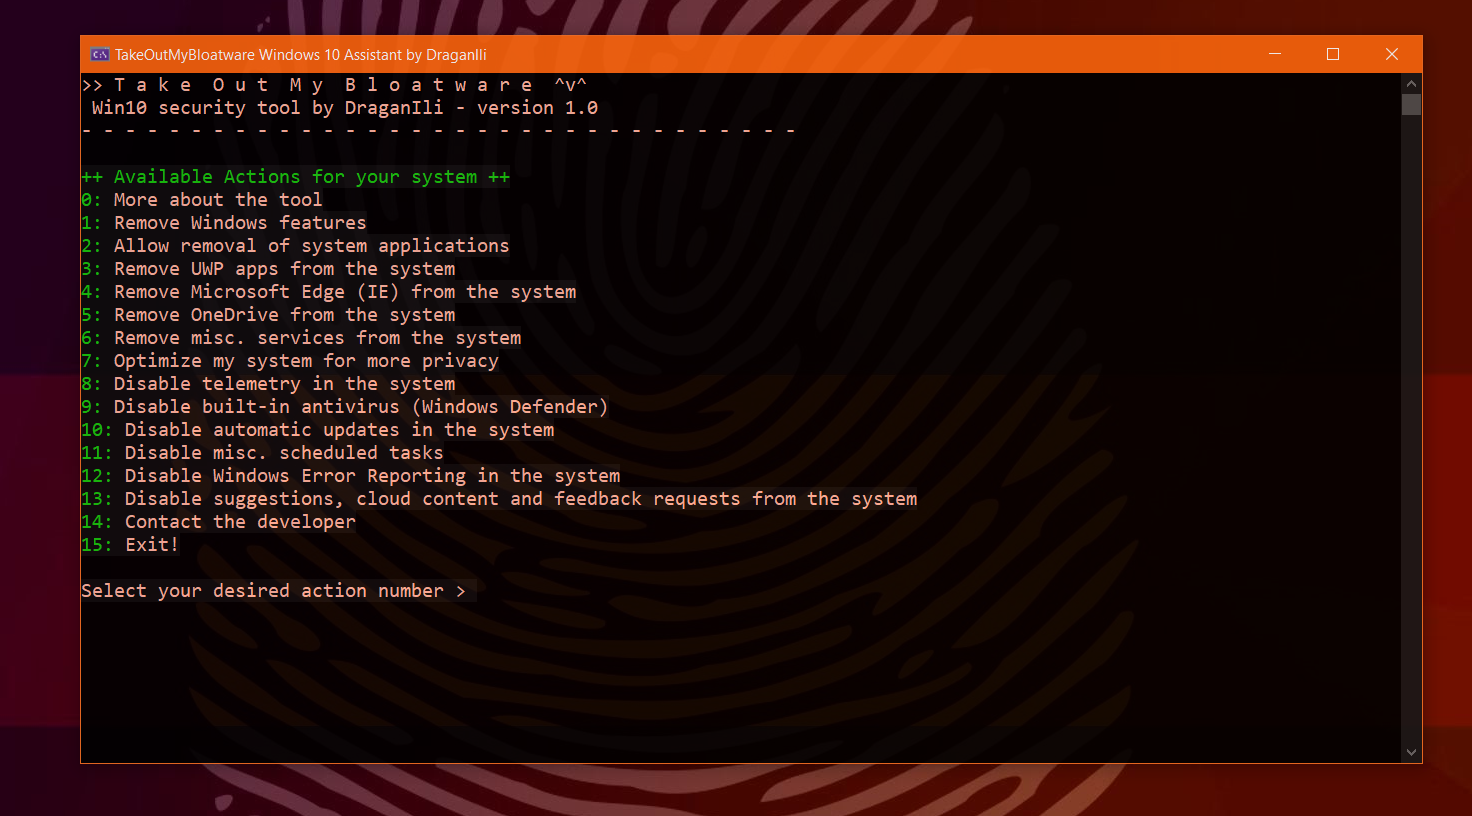 TakeOutMyBloatware Windows 10 Assistant by DraganIli
>> T a k e  O u t  M y  B l o a t w a r e  ^v^
Win10 security tool by DraganIli - version 1.0
- - - - - - - - - - - - - - - - - - - - - - - - - - - - - - - - -
++ Available Actions for your system ++
0: More about the tool
1: Remove Windows features
2: Allow removal of system applications
3: Remove UWP apps from the system
4: Remove Microsoft Edge (IE) from the system
5: Remove OneDrive from the system
6: Remove misc. services from the system
7: Optimize my system for more privacy
8: Disable telemetry in the system
9: Disable built-in antivirus (Windows Defender)
10: Disable automatic updates in the system
11: Disable misc. scheduled tasks
12: Disable Windows Error Reporting in the system
13: Disable suggestions, cloud content and feedback requests from the system
14: Contact the developer
15: Exit!
Select your desired action number >